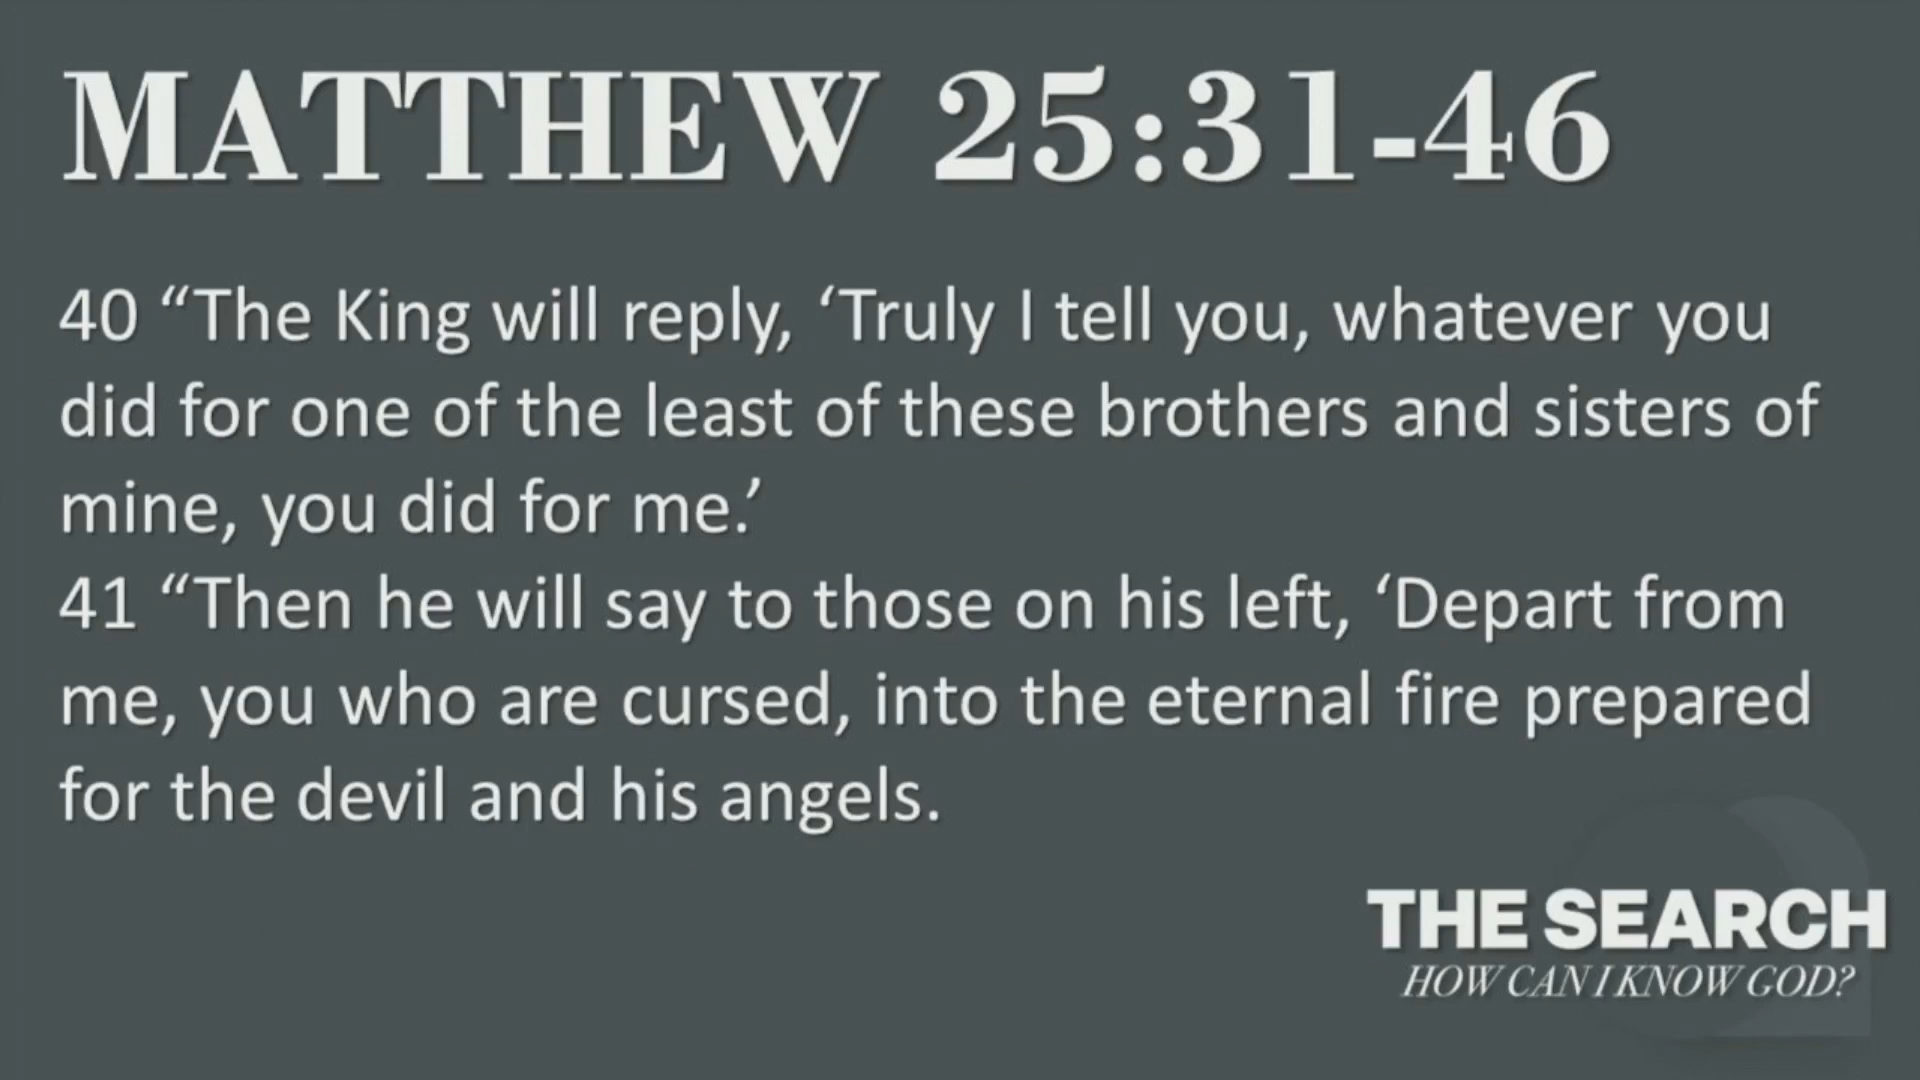 MATTHEW 25:31-46
40 “The King will reply, ‘Truly I tell you, whatever you
did for one of the least of these brothers and sisters of
mine, you did for me.’
41 “Then he will say to those on his left, ‘Depart from
me, you who are cursed, into the eternal fire prepared
for the devil and his angels.
THE SEARCH
HOW CAN I KNOW GOD?